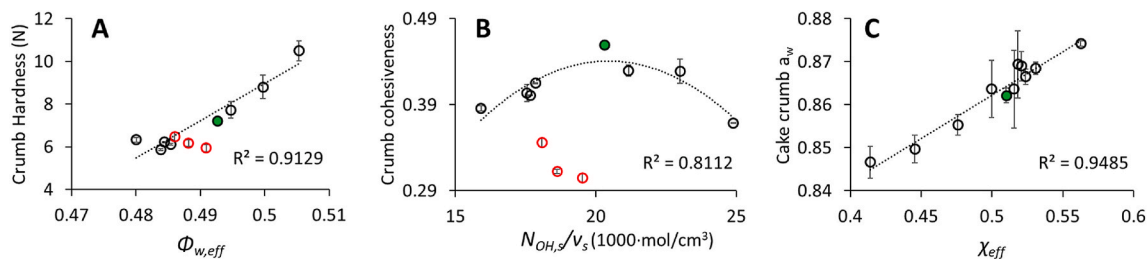 A
Crumb Hardness (N)
12
10
8
6
4
0.47
0.48
0.49
0.5
0.51
R² = 0.9129
Φw,eff
B
Crumb cohesiveness
0.49
0.39
0.29
15
20
25
R² = 0.8112
NOH,s/νs (1000·mol/cm³)
C
Cake crumb aw
0.88
0.87
0.86
0.85
0.84
0.4
0.45
0.5
0.55
0.6
R² = 0.9485
χeff